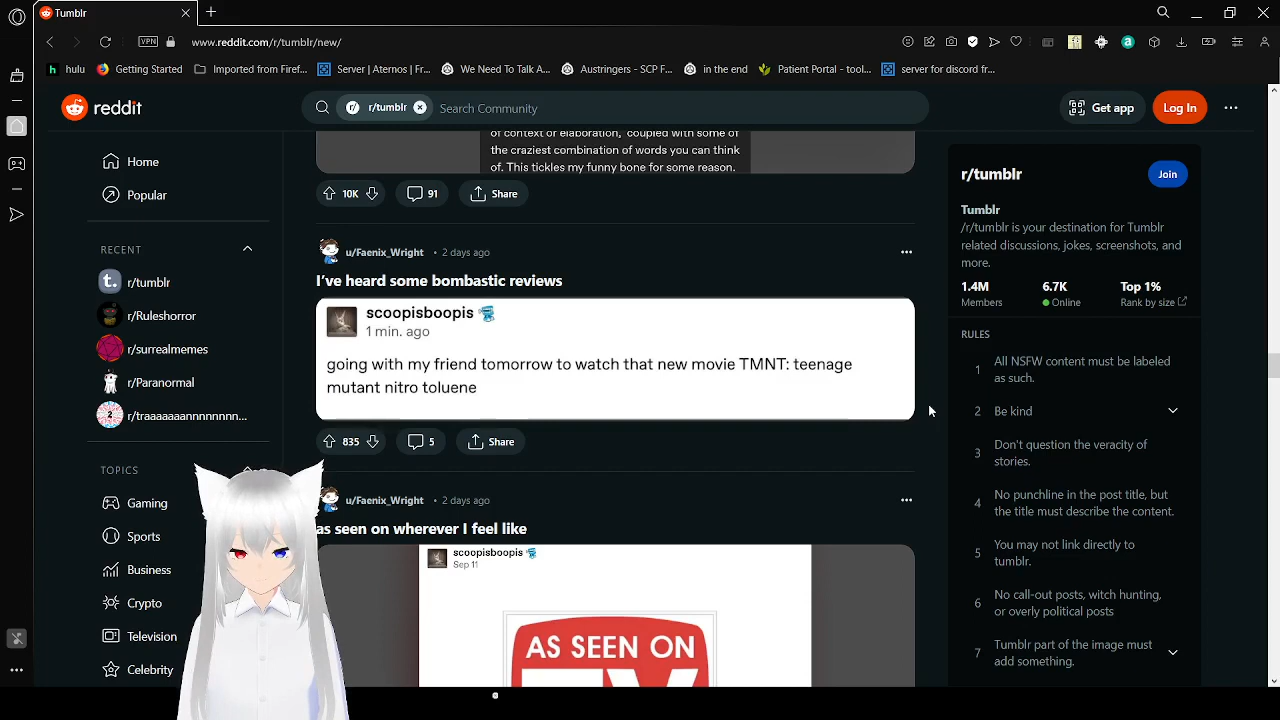 Tumblr
VPN
www.reddit.com/r/tumblr/new/
hulu
Getting Started
Imported from Firef...
Server | Aternos | Fr...
We Need To Talk A...
Austringers - SCP F...
in the end
Patient Portal - tool...
server for discord fr...
reddit
r/tumblr
Search Community
Get app
Log In
Home
Popular
RECENT
r/tumblr
r/Ruleshorror
r/surrealmemes
r/Paranormal
r/traaaaaaannnnnnnn...
TOPICS
Gaming
Sports
Business
Crypto
Television
Celebrity
of context or elaboration, coupled with some of
the craziest combination of words you can think
of. This tickles my funny bone for some reason.
10K
91
Share
u/Faenix_Wright • 2 days ago
I’ve heard some bombastic reviews
scoopisboopis
1 min. ago
going with my friend tomorrow to watch that new movie TMNT: teenage
mutant nitro toluene
835
5
Share
u/Faenix_Wright • 2 days ago
as seen on wherever I feel like
scoopisboopis
Sep 11
AS SEEN ON
r/tumblr
Join
Tumblr
/r/tumblr is your destination for Tumblr
related discussions, jokes, screenshots, and
more.
1.4M
6.7K
Top 1%
Members
Online
Rank by size
RULES
1
All NSFW content must be labeled
as such.
2
Be kind
3
Don't question the veracity of
stories.
4
No punchline in the post title, but
the title must describe the content.
5
You may not link directly to
tumblr.
6
No call-out posts, witch hunting,
or overly political posts
7
Tumblr part of the image must
add something.